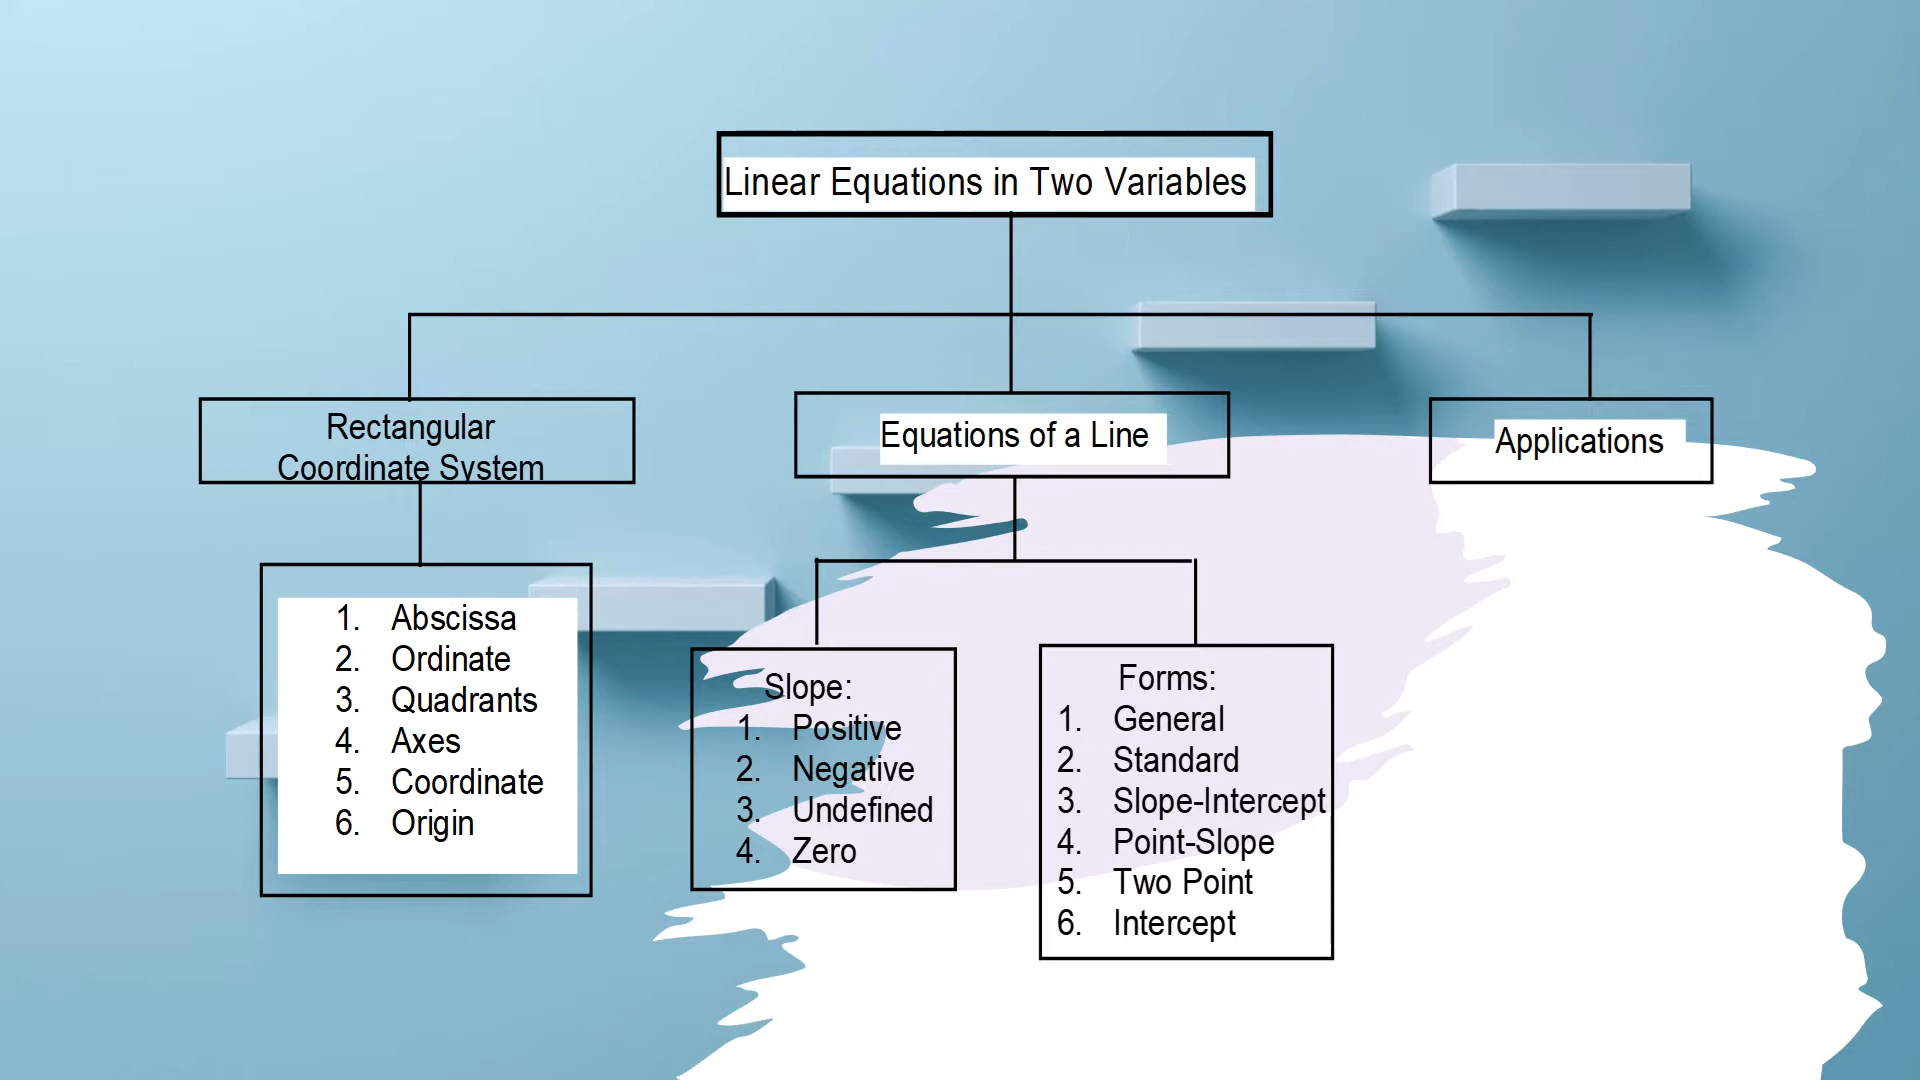 Linear Equations in Two Variables
Rectangular
Coordinate System
Equations of a Line
Applications
1. Abscissa
2. Ordinate
3. Quadrants
4. Axes
5. Coordinate
6. Origin
Slope:
1. Positive
2. Negative
3. Undefined
4. Zero
Forms:
1. General
2. Standard
3. Slope-Intercept
4. Point-Slope
5. Two Point
6. Intercept